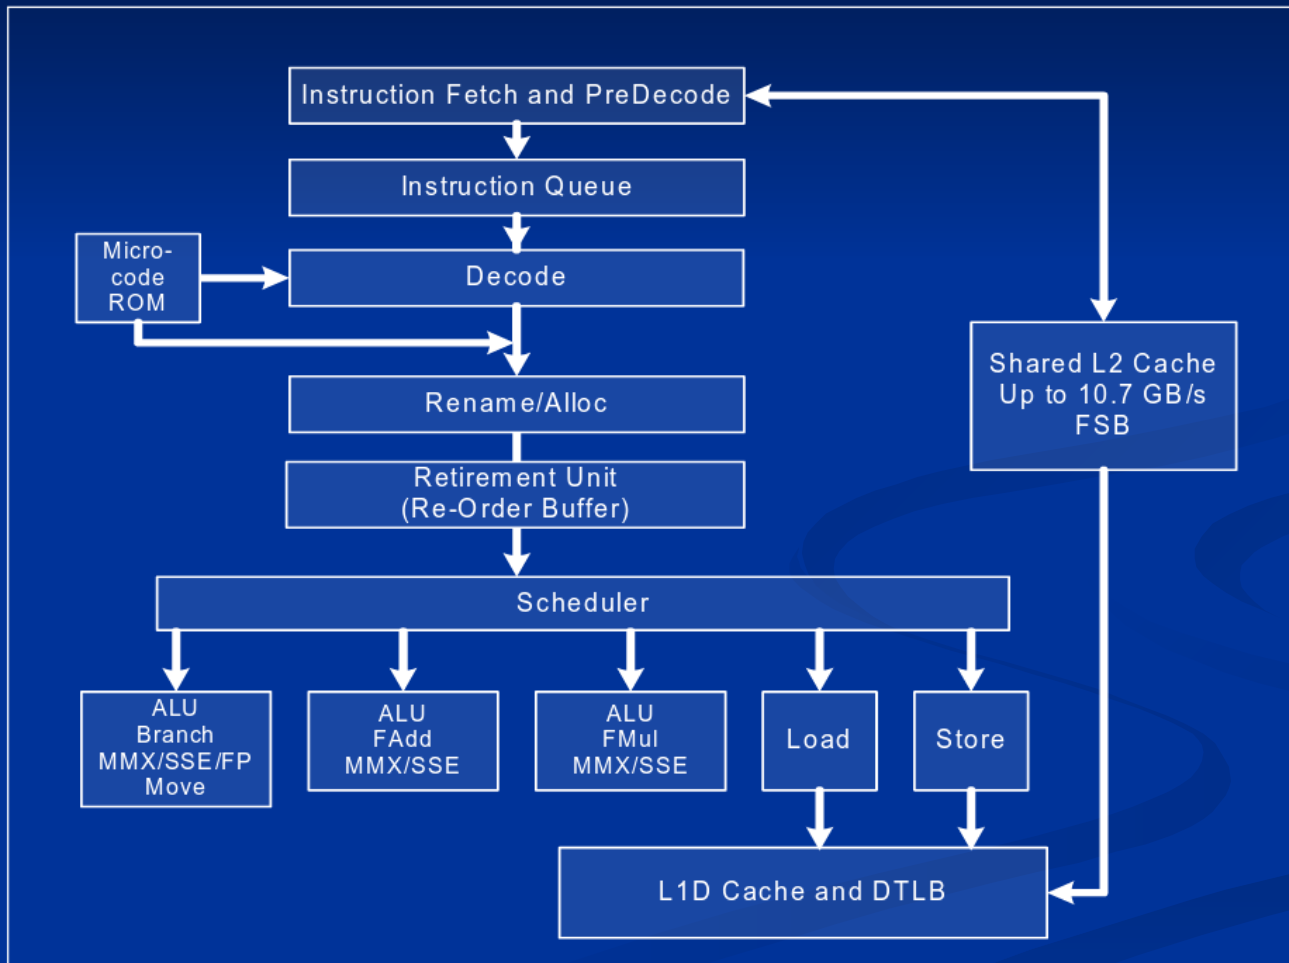 Instruction Fetch and PreDecode
Instruction Queue
Micro-
code
ROM
Decode
Shared L2 Cache
Up to 10.7 GB/s
FSB
Rename/Alloc
Retirement Unit
(Re-Order Buffer)
Scheduler
ALU
Branch
MMX/SSE/FP
Move
ALU
FAdd
MMX/SSE
ALU
FMul
MMX/SSE
Load
Store
L1D Cache and DTLB